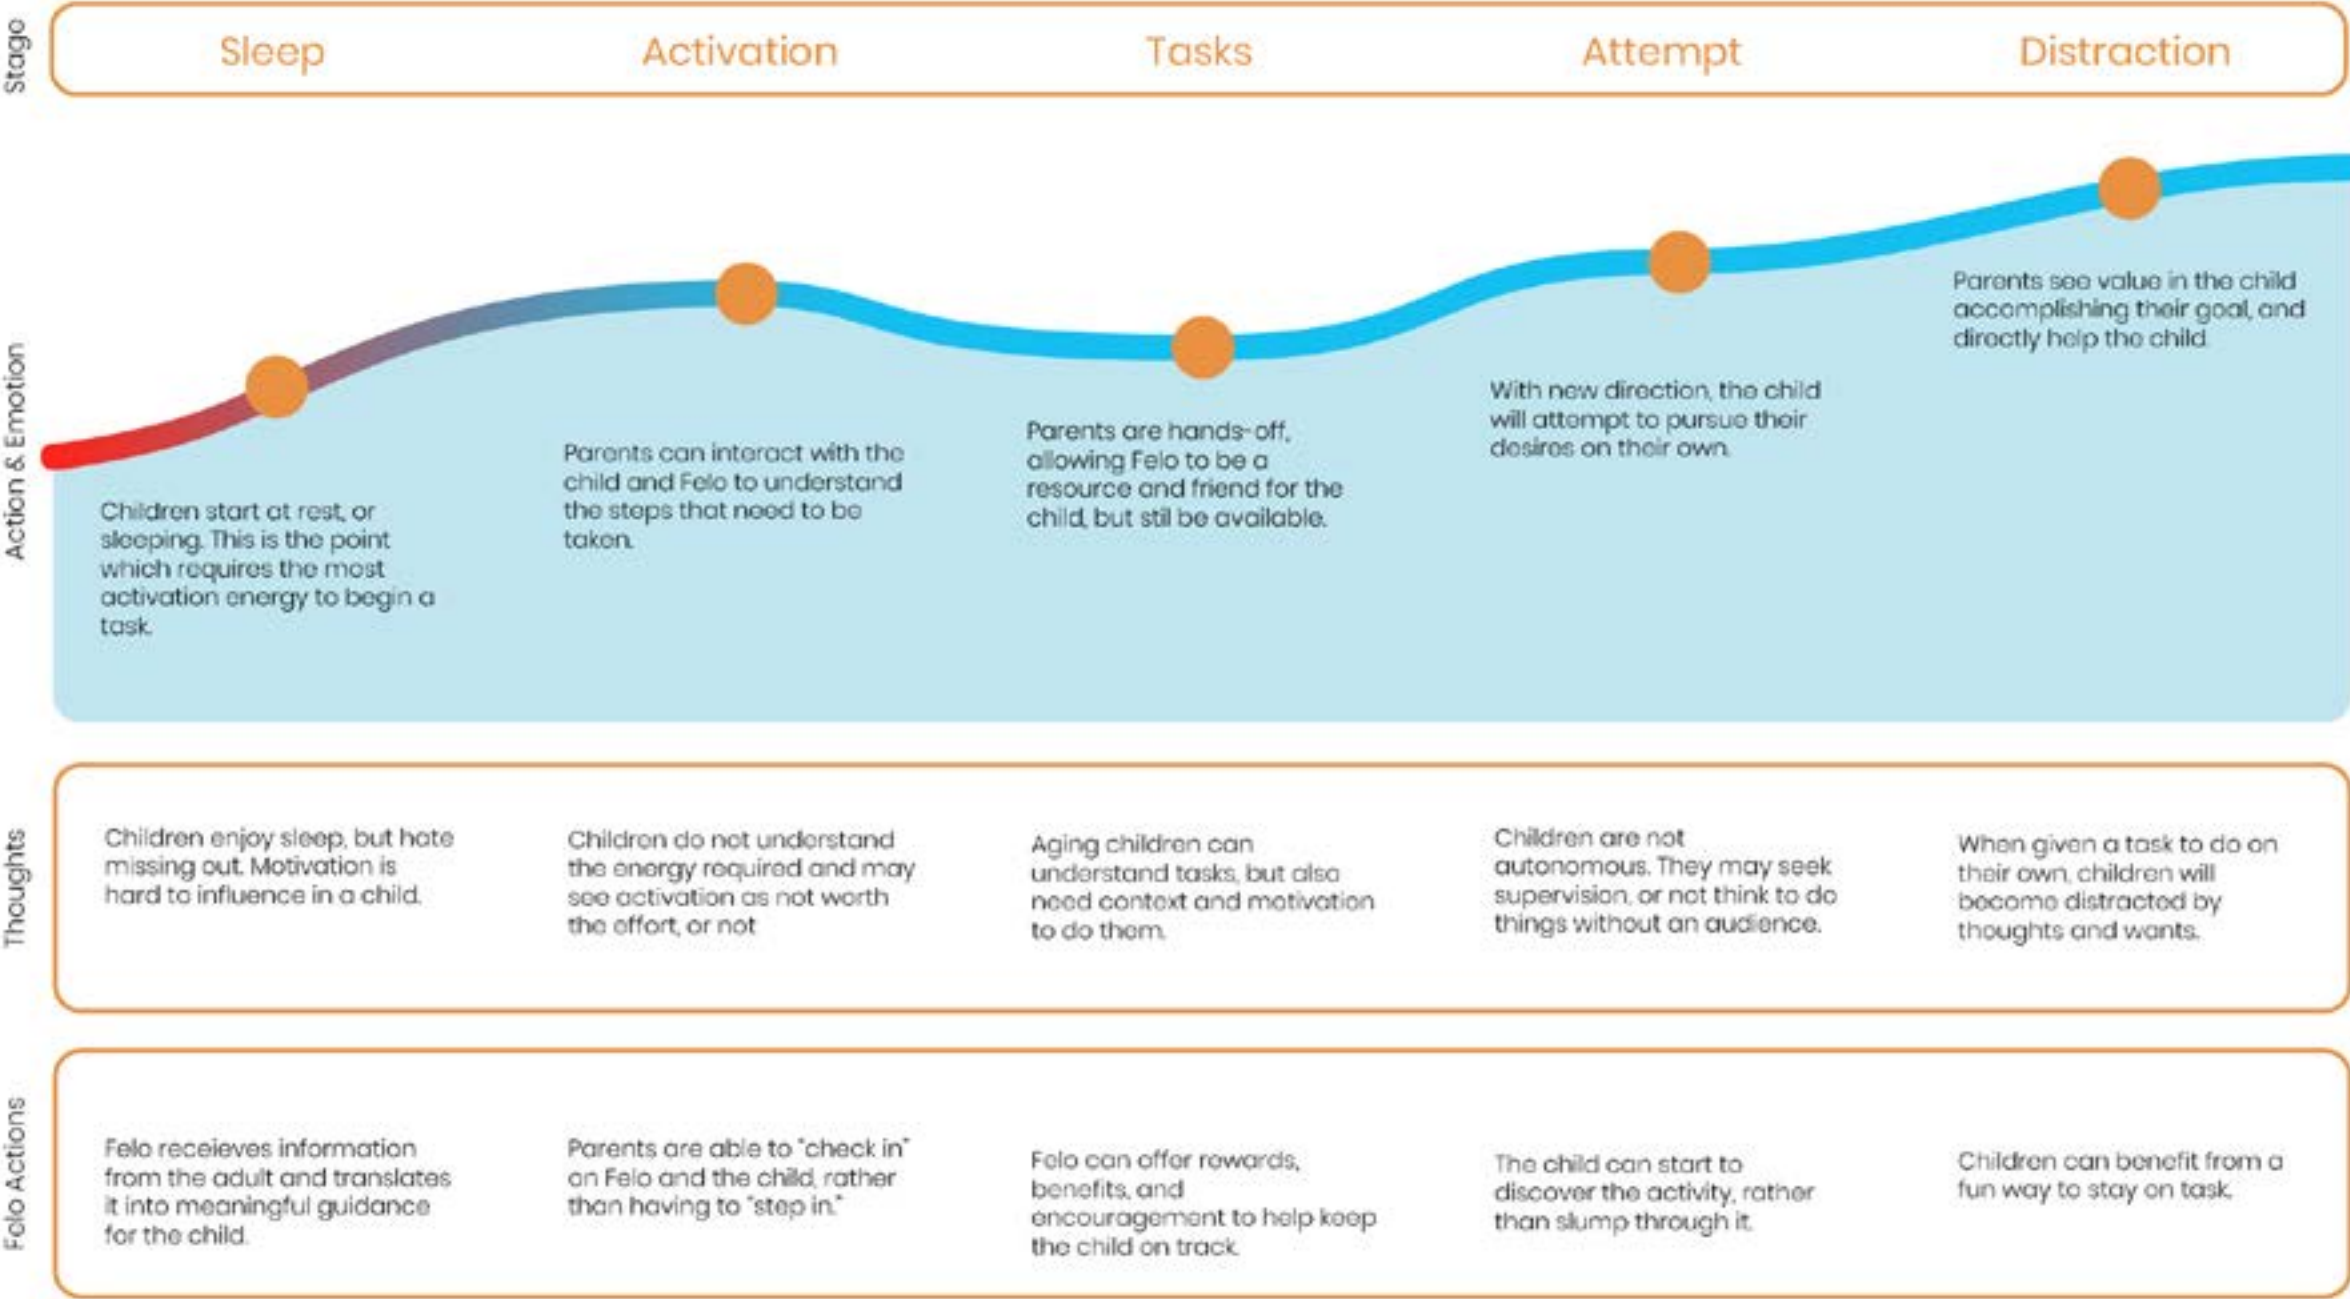 Stage
Sleep
Activation
Tasks
Attempt
Distraction
Action & Emotion
Children start at rest, or
sleeping. This is the point
which requires the most
activation energy to begin a
task.
Parents can interact with the
child and Felo to understand
the steps that need to be
taken.
Parents are hands-off,
allowing Felo to be a
resource and friend for the
child, but stil be available.
With new direction, the child
will attempt to pursue their
desires on their own.
Parents see value in the child
accomplishing their goal, and
directly help the child.
Thoughts
Children enjoy sleep, but hate
missing out. Motivation is
hard to influence in a child.
Children do not understand
the energy required and may
see activation as not worth
the effort, or not
Aging children can
understand tasks, but also
need context and motivation
to do them.
Children are not
autonomous. They may seek
supervision, or not think to do
things without an audience.
When given a task to do on
their own, children will
become distracted by
thoughts and wants.
Felo Actions
Felo receieves information
from the adult and translates
it into meaningful guidance
for the child.
Parents are able to "check in"
on Felo and the child, rather
than having to "step in."
Felo can offer rewards,
benefits, and
encouragement to help keep
the child on track.
The child can start to
discover the activity, rather
than slump through it.
Children can benefit from a
fun way to stay on task.